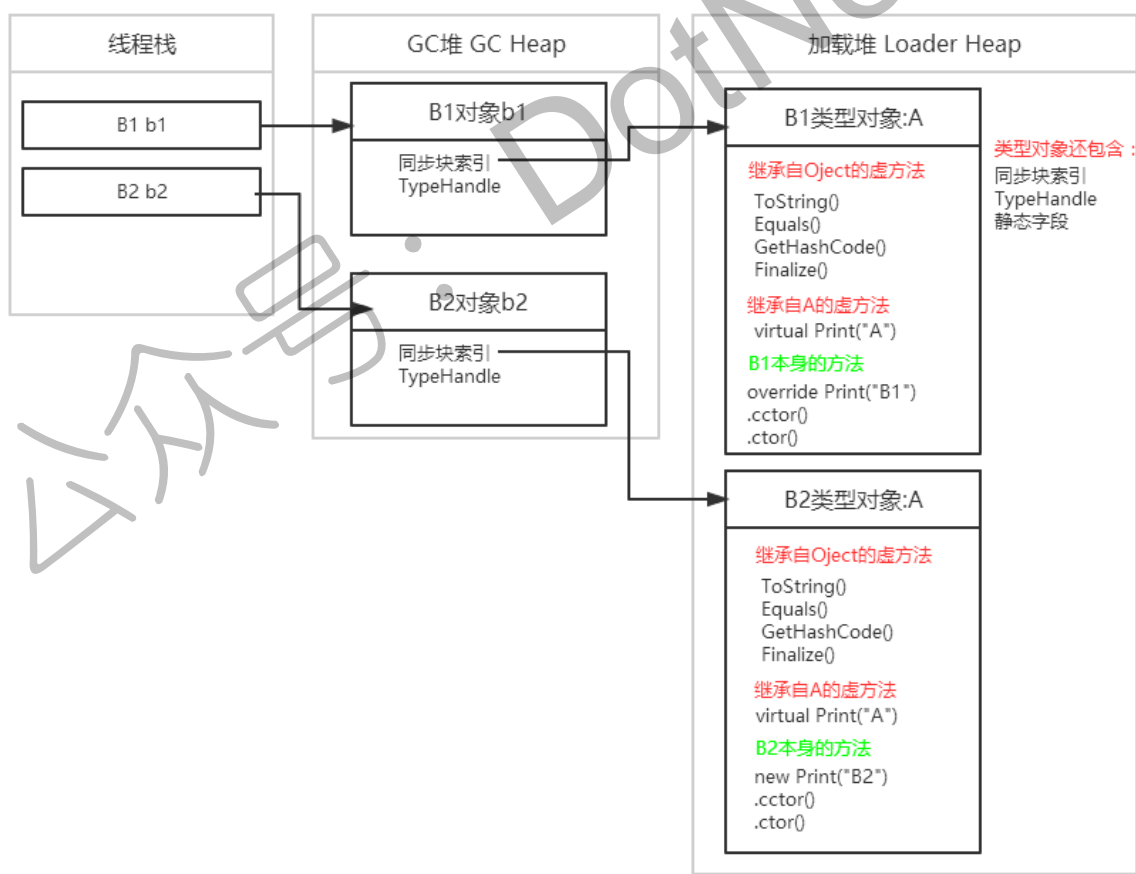 线程栈
B1 b1
B2 b2
GC堆 GC Heap
B1对象b1
同步块索引
TypeHandle
B2对象b2
同步块索引
TypeHandle
加载堆 Loader Heap
B1类型对象:A
继承自Oject的虚方法
ToString()
Equals()
GetHashCode()
Finalize()
继承自A的虚方法
virtual Print("A")
B1本身的方法
override Print("B1")
.cctor()
.ctor()
类型对象还包含：
同步块索引
TypeHandle
静态字段
B2类型对象:A
继承自Oject的虚方法
ToString()
Equals()
GetHashCode()
Finalize()
继承自A的虚方法
virtual Print("A")
B2本身的方法
new Print("B2")
.cctor()
.ctor()
公众号：DotN